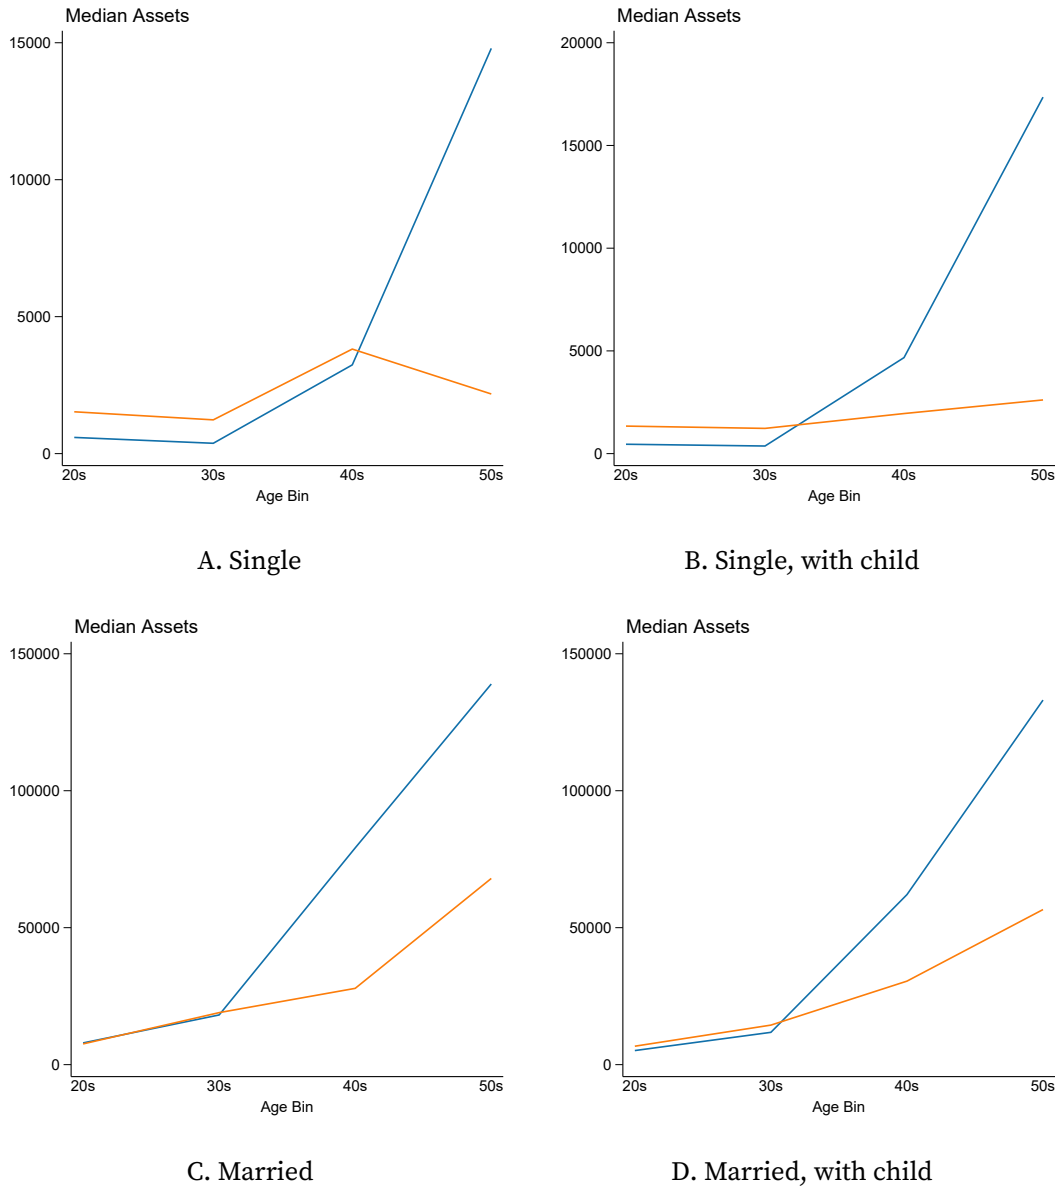 Median Assets
15000
10000
5000
0
20s 30s 40s 50s
Age Bin
A. Single
Median Assets
20000
15000
10000
5000
0
20s 30s 40s 50s
Age Bin
B. Single, with child
Median Assets
150000
100000
50000
0
20s 30s 40s 50s
Age Bin
C. Married
Median Assets
150000
100000
50000
0
20s 30s 40s 50s
Age Bin
D. Married, with child